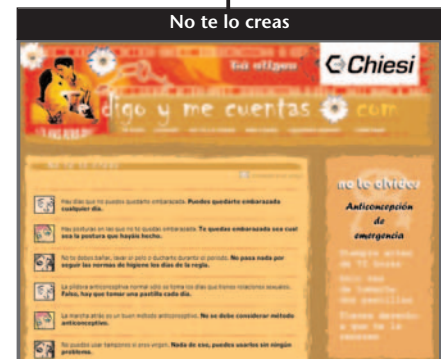 No te lo creas
Chiesi
digo y me cuentas com
no te lo creas
Hay días que no puedes quedarte embarazada. Puedes quedarte embarazada
cualquier día.
Hay posturas en las que no te quedas embarazada. Te quedas embarazada sea cual
sea la postura que hayáis hecho.
No te debes bañar, lavar el pelo o ducharte durante el periodo. No pasa nada por
seguir las normas de higiene los días de la regla.
La píldora anticonceptiva normal sólo se toma los días que tienes relaciones sexuales.
Falso, hay que tomar una pastilla cada día.
La marcha atrás es un buen método anticonceptivo. No se debe considerar método
anticonceptivo.
No puedes usar tampones si eres virgen. Nada de eso, puedes usarlos sin ningún
problema.
no te olvides
Anticoncepción
de
emergencia